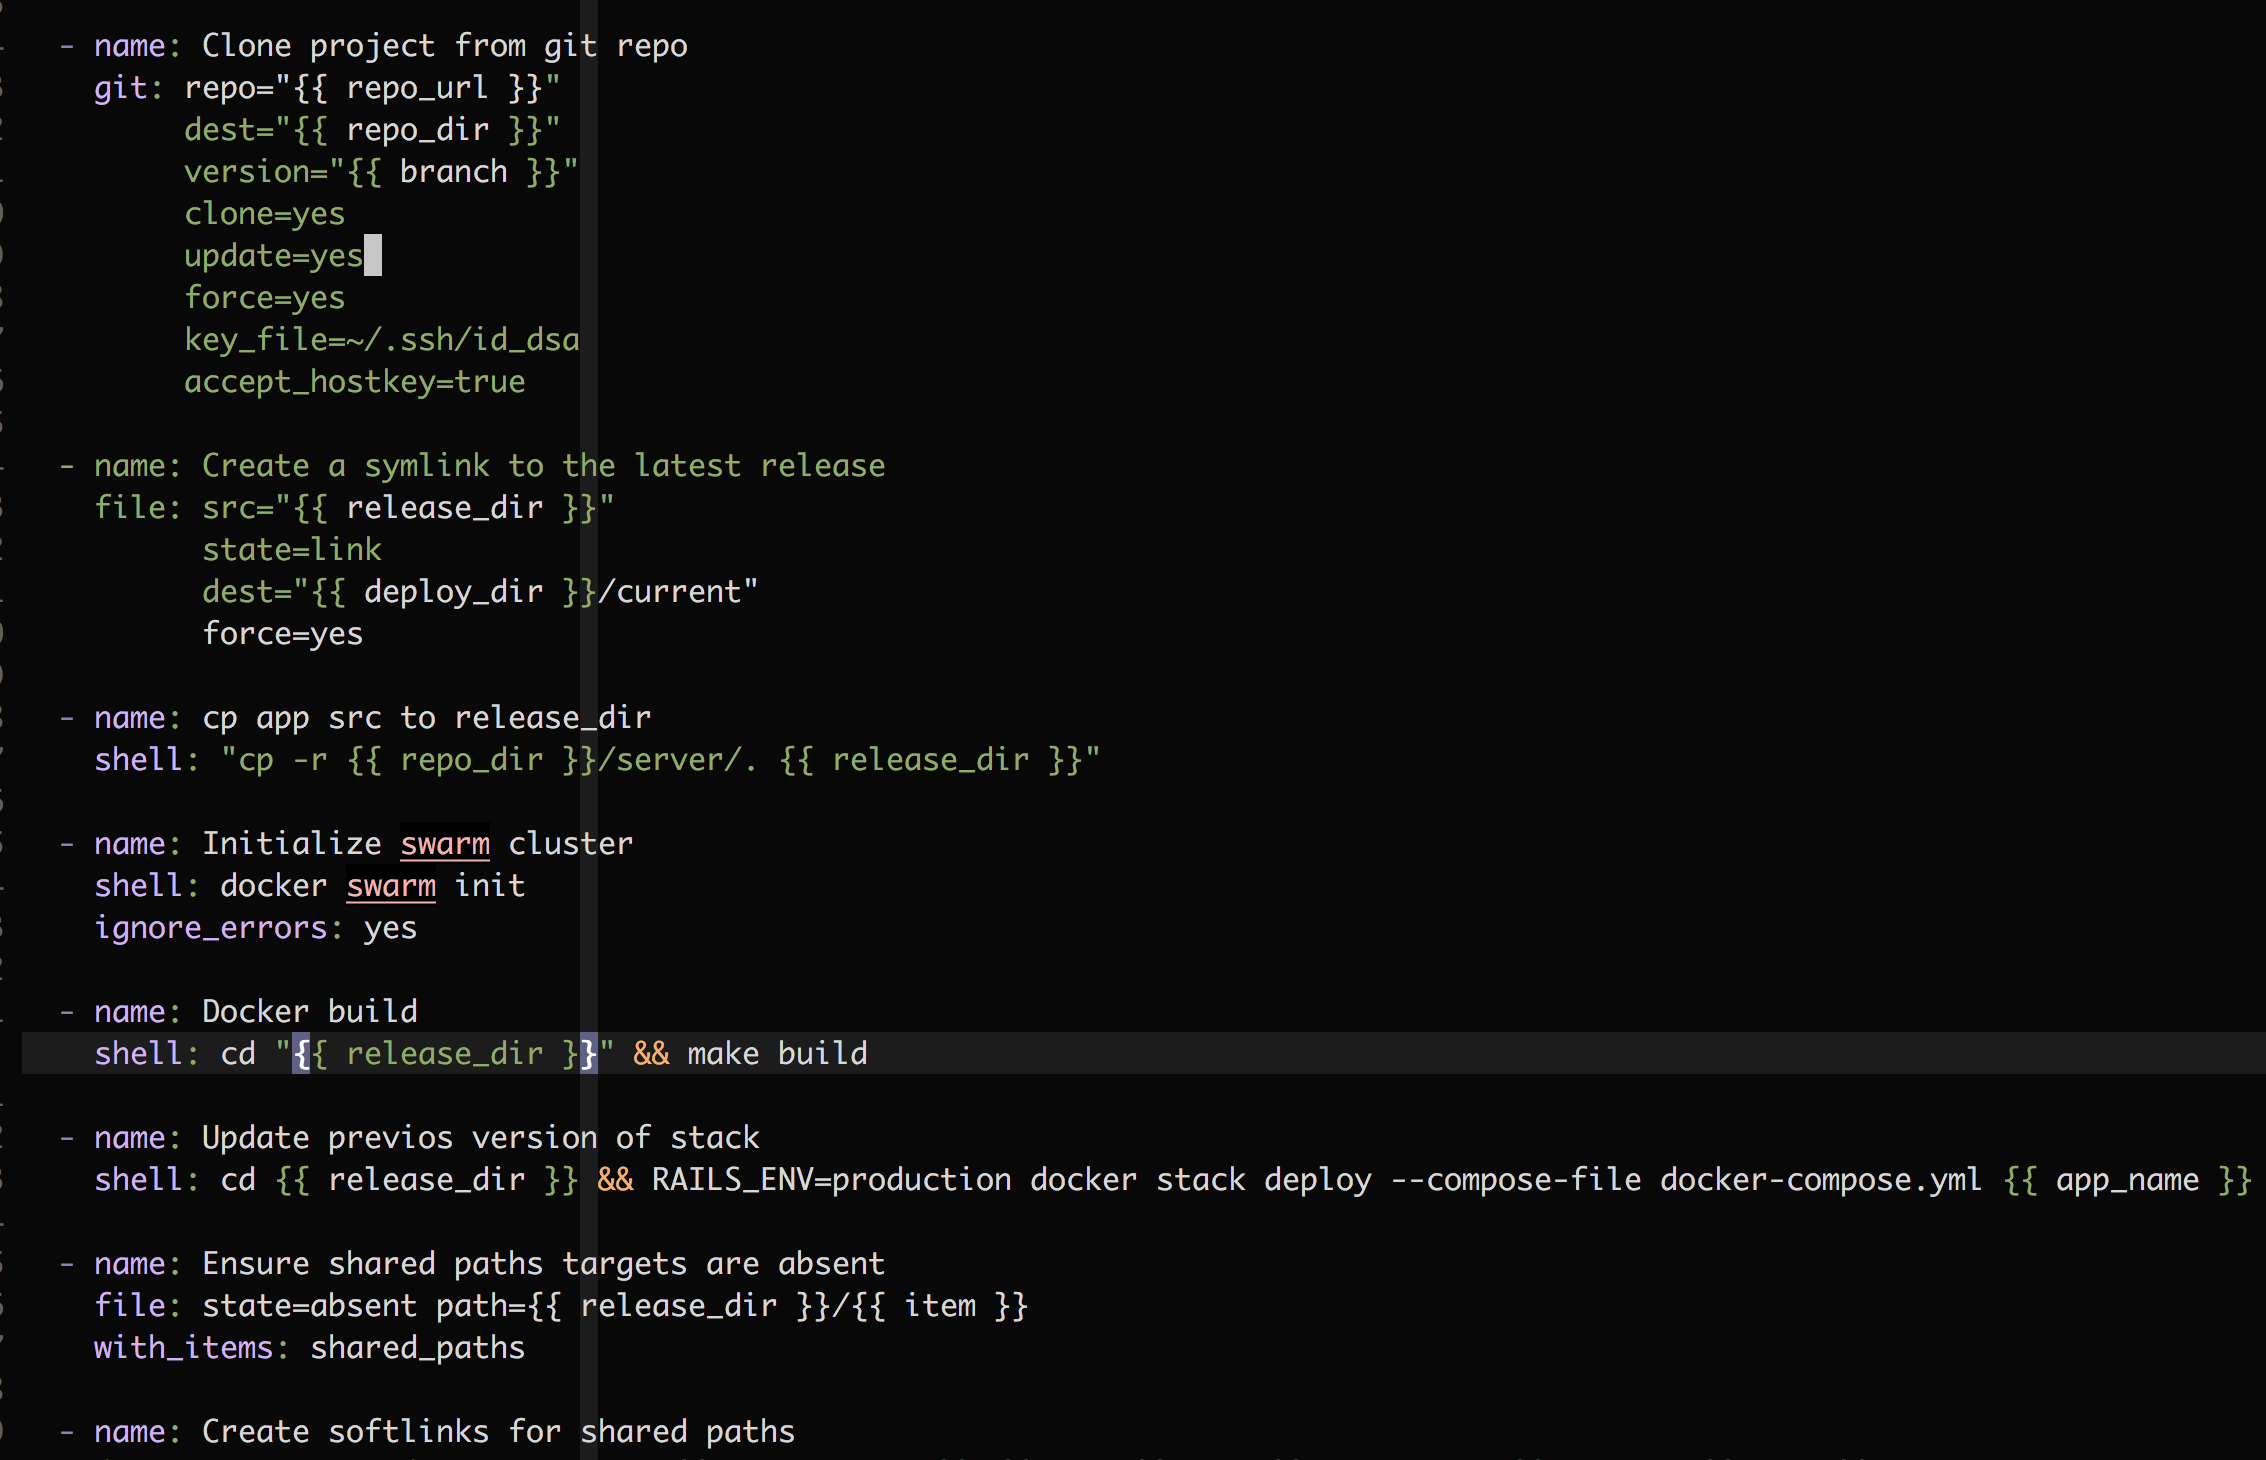 - name: Clone project from git repo
git: repo="{{ repo_url }}"
dest="{{ repo_dir }}"
version="{{ branch }}"
clone=yes
update=yes
force=yes
key_file=~/.ssh/id_dsa
accept_hostkey=true
- name: Create a symlink to the latest release
file: src="{{ release_dir }}"
state=link
dest="{{ deploy_dir }}/current"
force=yes
- name: cp app src to release_dir
shell: "cp -r {{ repo_dir }}/server/. {{ release_dir }}"
- name: Initialize swarm cluster
shell: docker swarm init
ignore_errors: yes
- name: Docker build
shell: cd "{{ release_dir }}" && make build
- name: Update previos version of stack
shell: cd {{ release_dir }} && RAILS_ENV=production docker stack deploy --compose-file docker-compose.yml {{ app_name }}
- name: Ensure shared paths targets are absent
file: state=absent path={{ release_dir }}/{{ item }}
with_items: shared_paths
- name: Create softlinks for shared paths